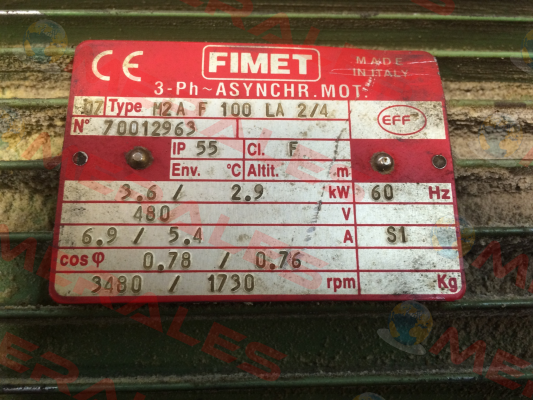 CE FIMET MADE IN ITALY
3-Ph~ASYNCHR.MOT.
07 Type M2A F 100 LA 2/4
N° 70012963
EFF
IP 55 Cl. F
Env. °C Altit. m
3.6 / 2.9 kW 60 Hz
480 V
6.9 / 5.4 A S1
cosφ 0.78 / 0.76
3480 / 1730 rpm Kg